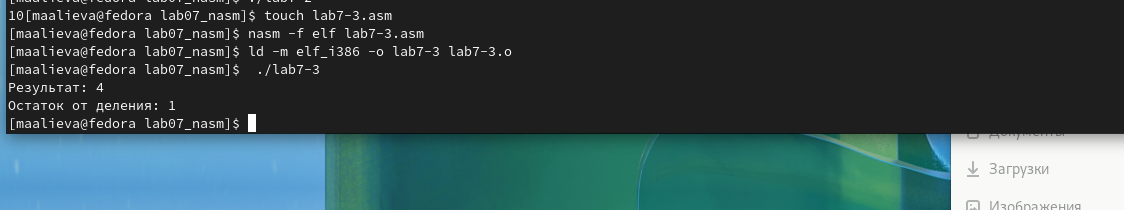 10[maalieva@fedora lab07_nasm]$ touch lab7-3.asm
[maalieva@fedora lab07_nasm]$ nasm -f elf lab7-3.asm
[maalieva@fedora lab07_nasm]$ ld -m elf_i386 -o lab7-3 lab7-3.o
[maalieva@fedora lab07_nasm]$  ./lab7-3
Результат: 4
Остаток от деления: 1
[maalieva@fedora lab07_nasm]$
Документы
Загрузки
Изображения